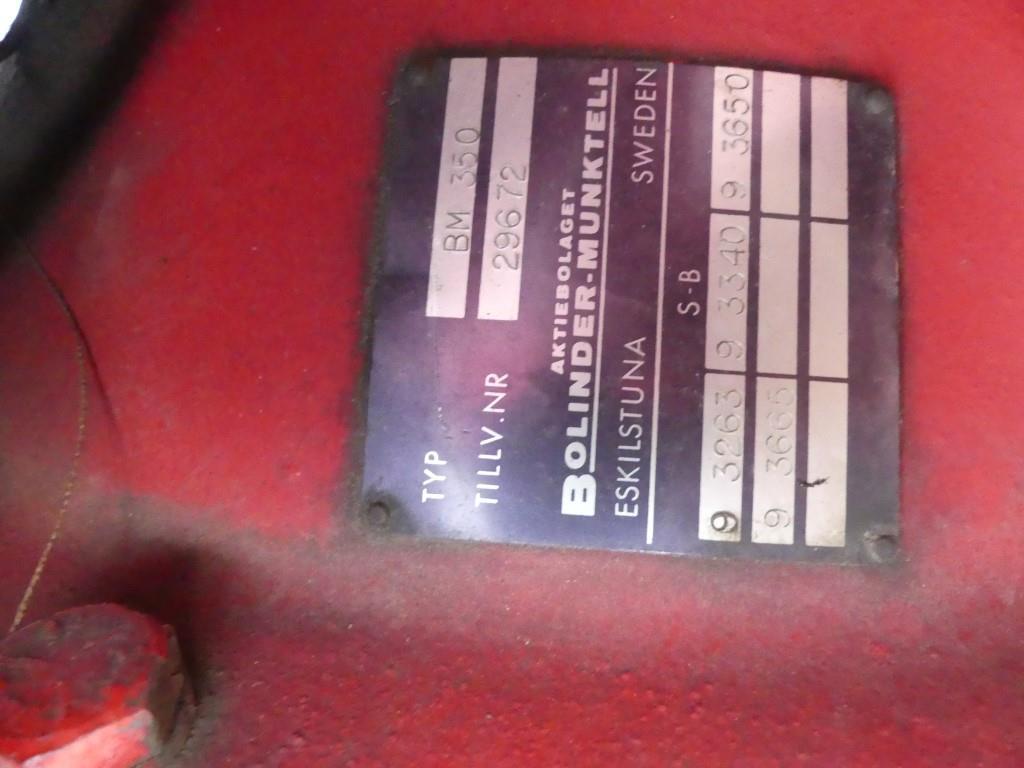 TYP BM 350
TILLV.NR 29672
AKTIEBOLAGET
BOLINDER-MUNKTELL
ESKILSTUNA SWEDEN
S-B
9 3263 9 3340 9 3650
9 3665